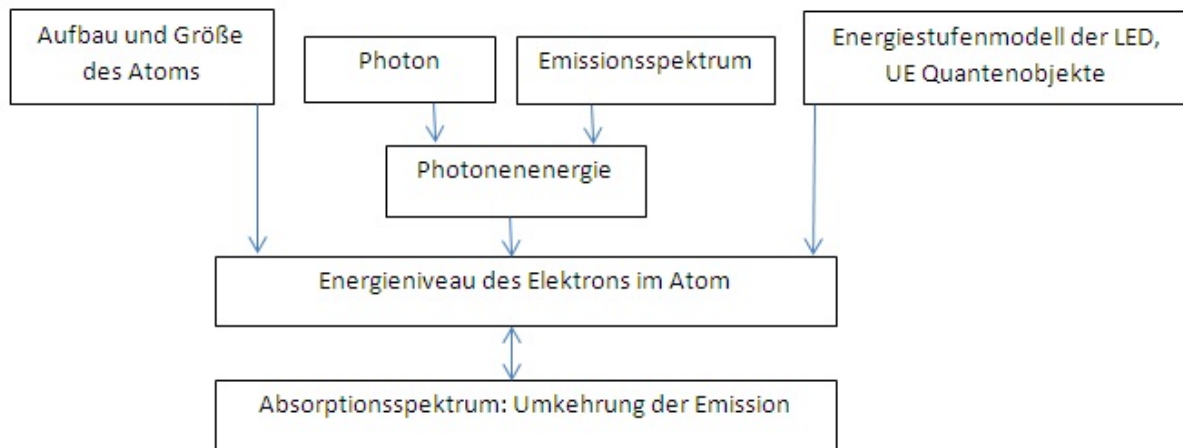 Aufbau und Größe
des Atoms
Photon
Emissionsspektrum
Energiestufenmodell der LED,
UE Quantenobjekte
Photonenenergie
Energieniveau des Elektrons im Atom
Absorptionsspektrum: Umkehrung der Emission